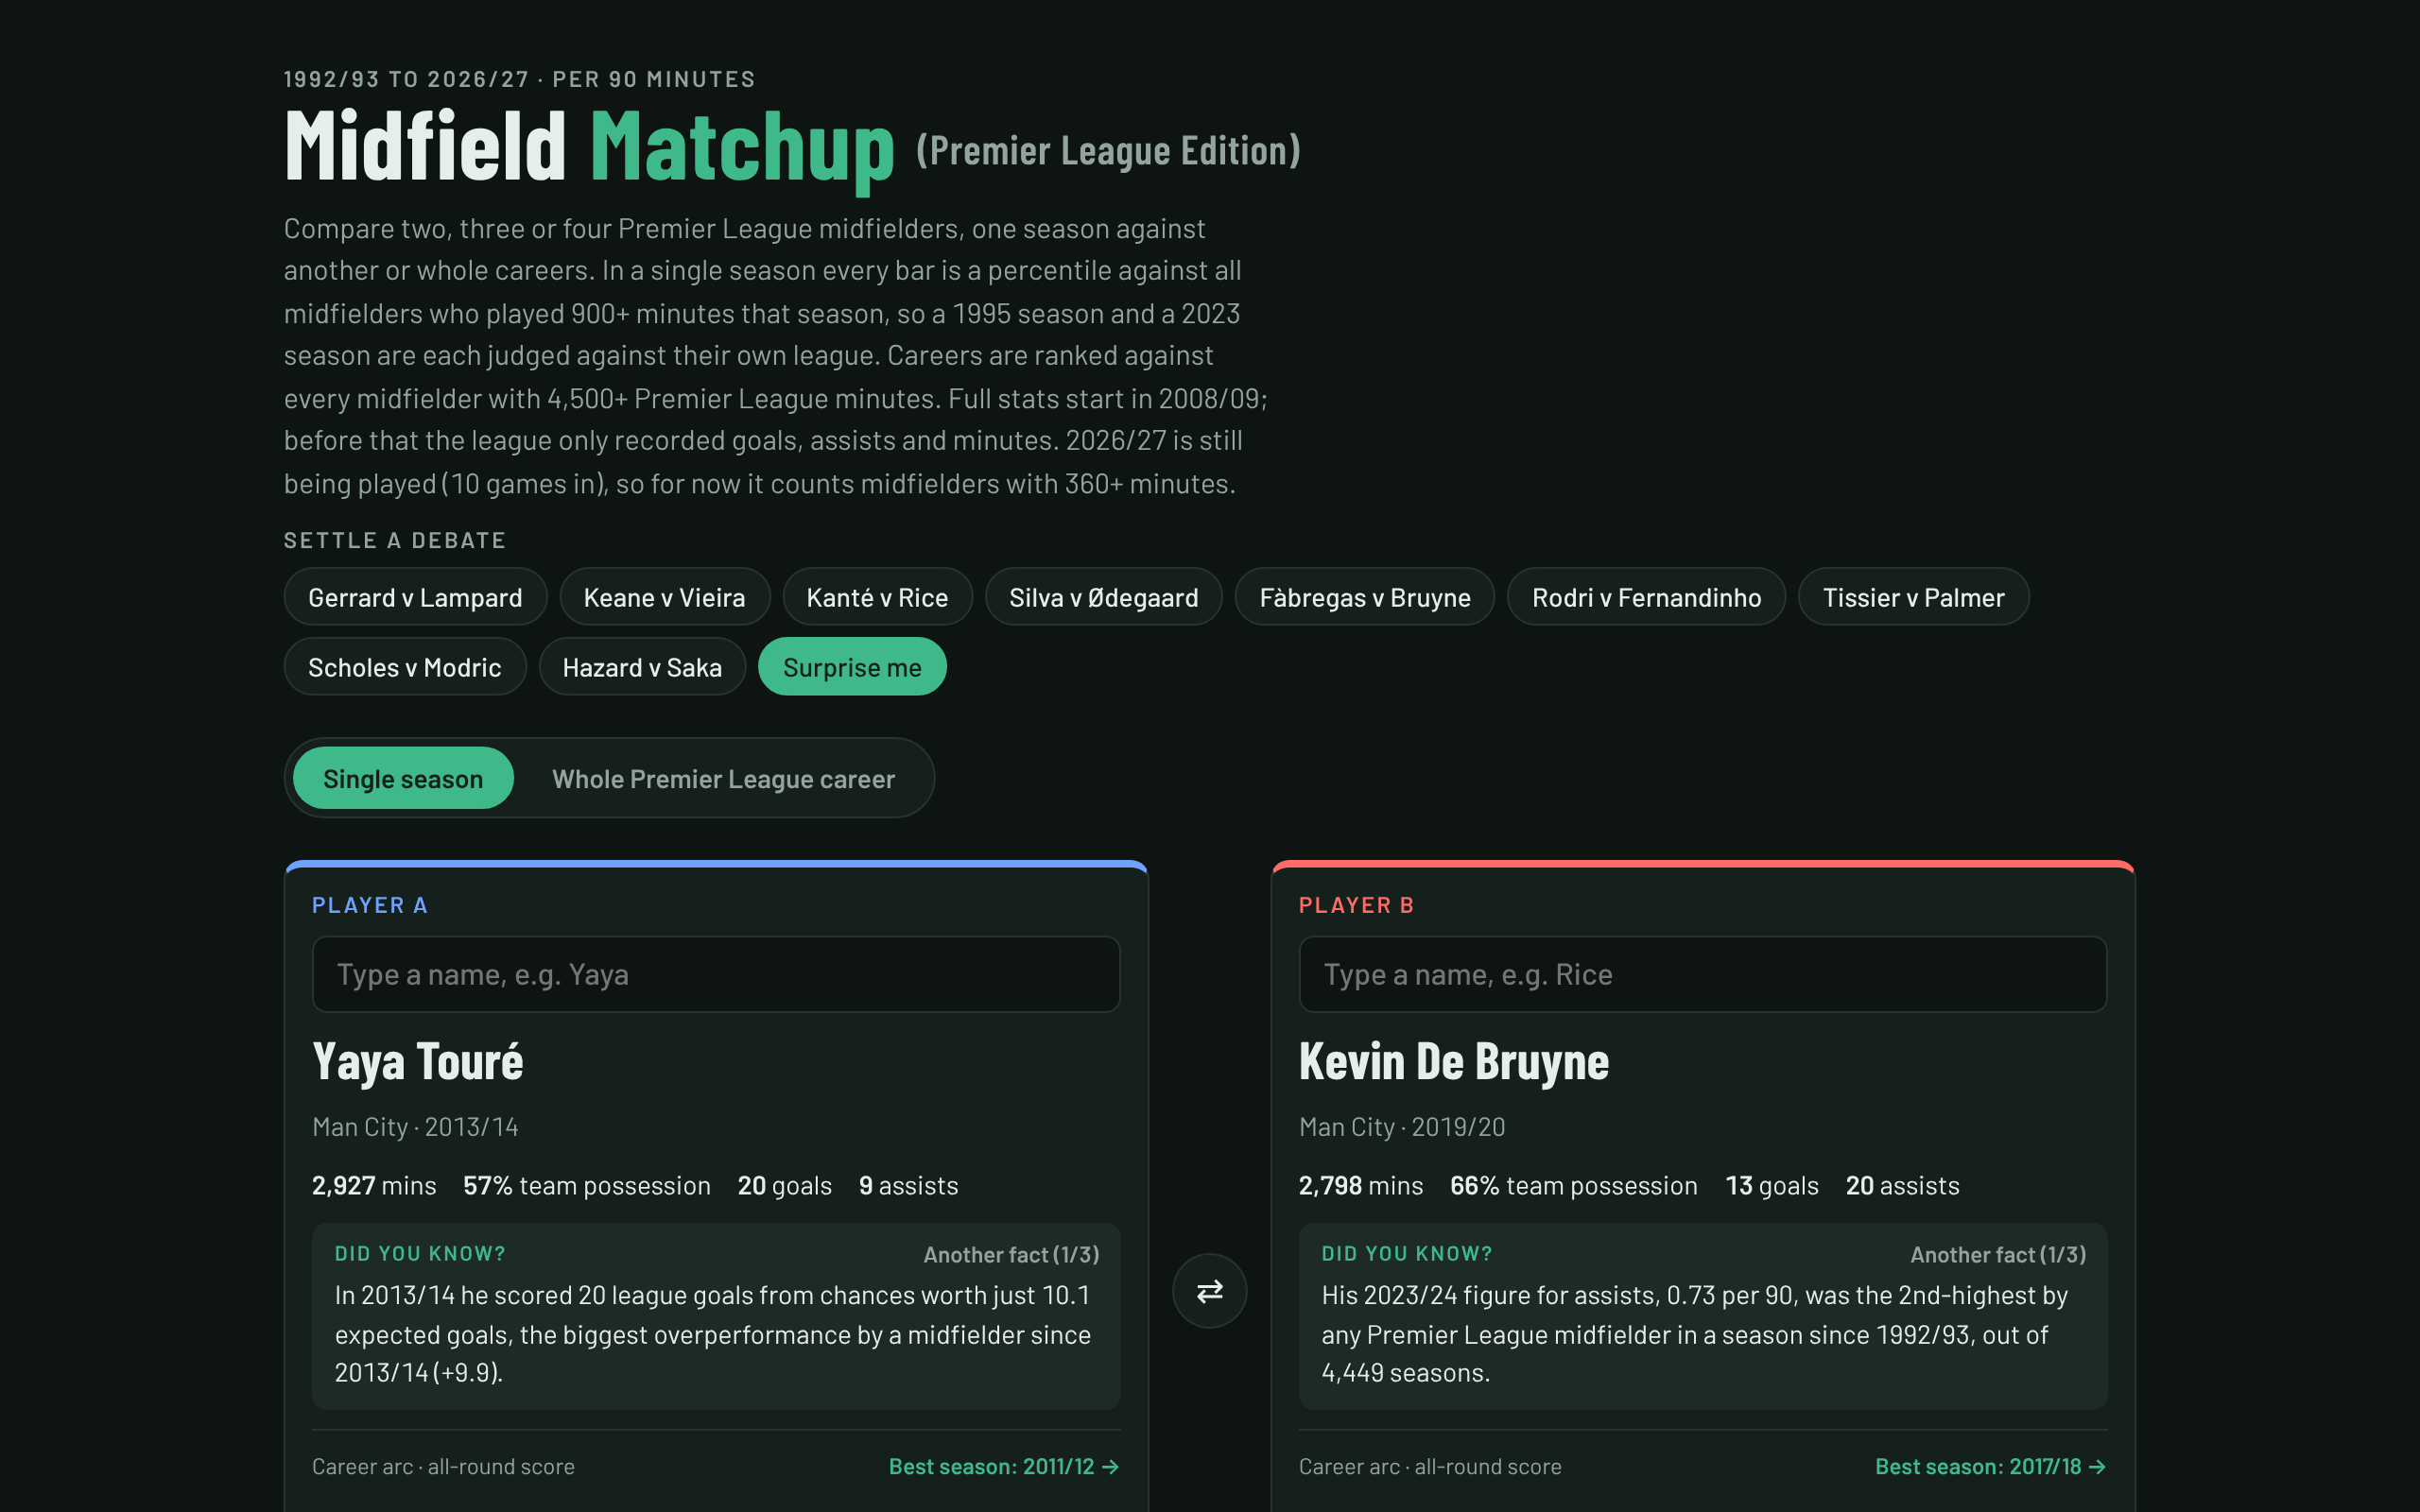 1992/93 TO 2026/27 · PER 90 MINUTES
Midfield Matchup (Premier League Edition)
Compare two, three or four Premier League midfielders, one season against
another or whole careers. In a single season every bar is a percentile against all
midfielders who played 900+ minutes that season, so a 1995 season and a 2023
season are each judged against their own league. Careers are ranked against
every midfielder with 4,500+ Premier League minutes. Full stats start in 2008/09;
before that the league only recorded goals, assists and minutes. 2026/27 is still
being played (10 games in), so for now it counts midfielders with 360+ minutes.
SETTLE A DEBATE
Gerrard v Lampard
Keane v Vieira
Kanté v Rice
Silva v Ødegaard
Fàbregas v Bruyne
Rodri v Fernandinho
Tissier v Palmer
Scholes v Modric
Hazard v Saka
Surprise me
Single season
Whole Premier League career
PLAYER A
Type a name, e.g. Yaya
Yaya Touré
Man City · 2013/14
2,927 mins 57% team possession 20 goals 9 assists
DID YOU KNOW?
Another fact (1/3)
In 2013/14 he scored 20 league goals from chances worth just 10.1
expected goals, the biggest overperformance by a midfielder since
2013/14 (+9.9).
Career arc · all-round score
Best season: 2011/12 →
⇄
PLAYER B
Type a name, e.g. Rice
Kevin De Bruyne
Man City · 2019/20
2,798 mins 66% team possession 13 goals 20 assists
DID YOU KNOW?
Another fact (1/3)
His 2023/24 figure for assists, 0.73 per 90, was the 2nd-highest by
any Premier League midfielder in a season since 1992/93, out of
4,449 seasons.
Career arc · all-round score
Best season: 2017/18 →